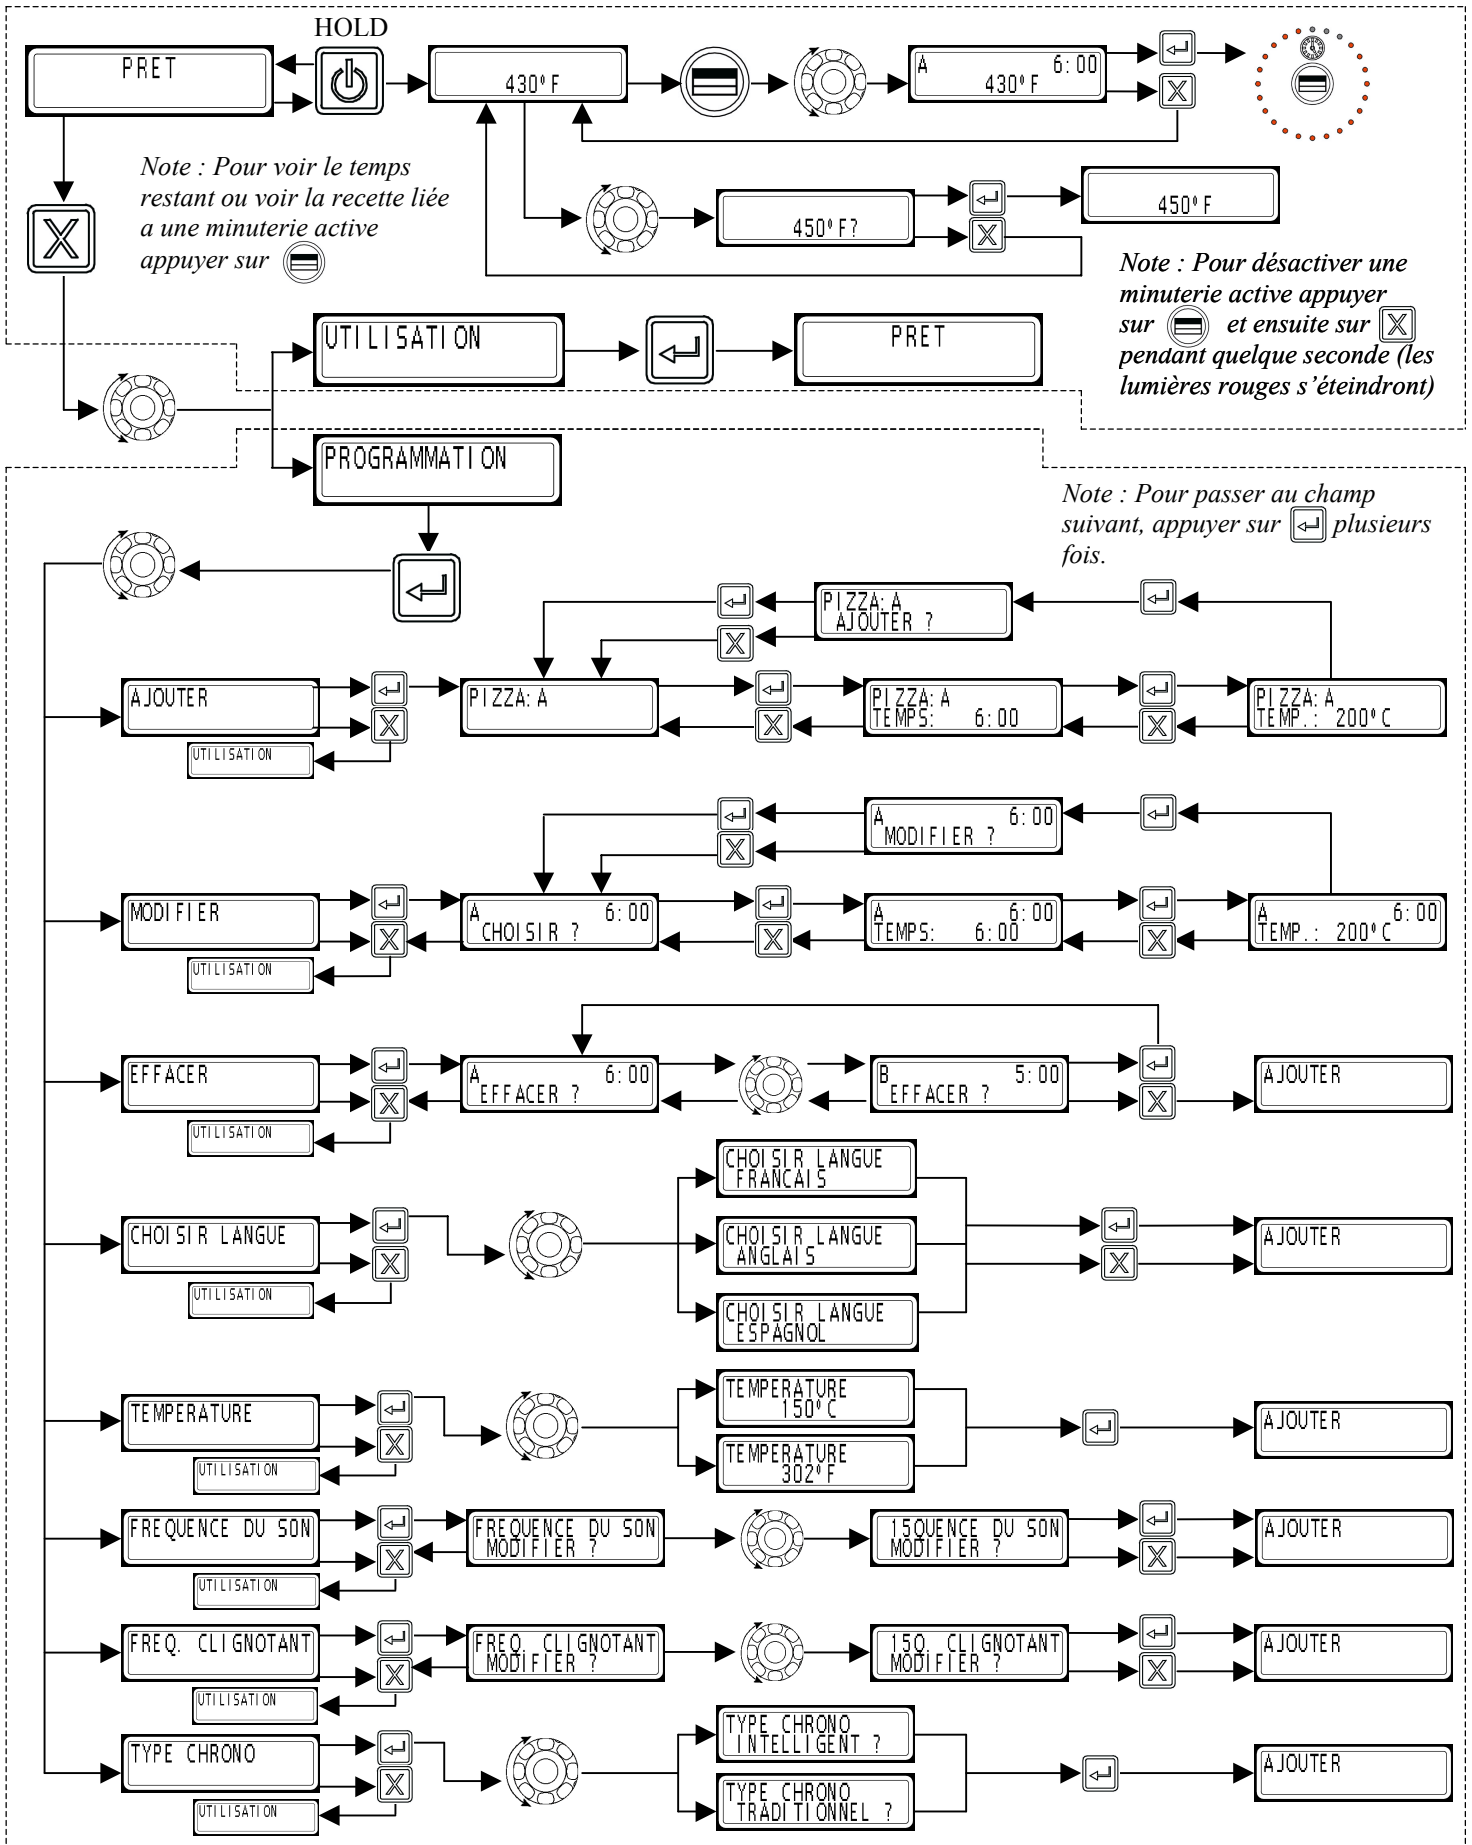 HOLD
PRET
430° F
A 6:00
430° F
X
Note : Pour voir le temps
restant ou voir la recette liée
a une minuterie active
appuyer sur
X
450° F?
X
450° F
Note : Pour désactiver une
minuterie active appuyer
sur et ensuite sur X
pendant quelque seconde (les
lumières rouges s'éteindront)
UTILISATION
PRET
PROGRAMMATION
Note : Pour passer au champ
suivant, appuyer sur plusieurs
fois.
PIZZA: A
AJOUTER ?
X
AJOUTER
X
UTILISATION
PIZZA: A
X
PIZZA: A
TEMPS: 6:00
X
PIZZA: A
TEMP.: 200° C
A 6:00
MODIFIER ?
X
MODIFIER
X
UTILISATION
A 6:00
CHOISIR ?
X
A 6:00
TEMPS: 6:00
X
A 6:00
TEMP.: 200° C
EFFACER
X
UTILISATION
A 6:00
EFFACER ?
B 5:00
EFFACER ?
X
AJOUTER
CHOISIR LANGUE
X
UTILISATION
CHOISIR LANGUE
FRANCAIS
CHOISIR LANGUE
ANGLAIS
CHOISIR LANGUE
ESPAGNOL
X
AJOUTER
TEMPERATURE
X
UTILISATION
TEMPERATURE
150° C
TEMPERATURE
302° F
AJOUTER
FREQUENCE DU SON
X
UTILISATION
FREQUENCE DU SON
MODIFIER ?
15QUENCE DU SON
MODIFIER ?
X
AJOUTER
FREQ. CLIGNOTANT
X
UTILISATION
FREQ. CLIGNOTANT
MODIFIER ?
15Q. CLIGNOTANT
MODIFIER ?
X
AJOUTER
TYPE CHRONO
X
UTILISATION
TYPE CHRONO
INTELLIGENT ?
TYPE CHRONO
TRADITIONNEL ?
AJOUTER